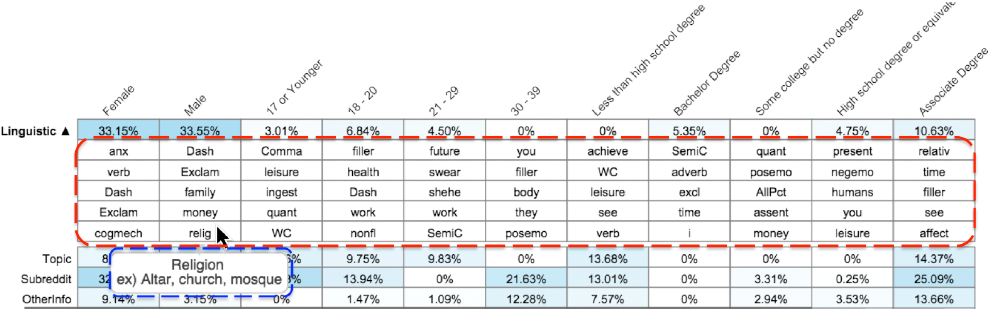 Female Male 17 or Younger 18 - 20 21 - 29 30 - 39 Less than high school degree Bachelor Degree Some college but no degree High school degree or Associate Degree
Linguistic ▲ 33.15% 33.55% 3.01% 6.84% 4.50% 0% 0% 5.35% 0% 4.75% 10.63%
anx Dash Comma filler future you achieve SemiC quant present relativ
verb Exclam leisure health swear filler WC adverb posemo negemo time
Dash family ingest Dash shehe body leisure excl AllPct humans filler
Exclam money quant work work they see time assent you see
cogmech relig WC nonfl SemiC posemo verb i money leisure affect
Topic 9.75% 9.83% 0% 13.68% 0% 0% 0% 14.37%
Religion
Subreddit 13.94% 0% 21.63% 13.01% 0% 3.31% 0.25% 25.09%
ex) Altar, church, mosque
OtherInfo 9.14% 3.15% 0% 1.47% 1.09% 12.28% 7.57% 0% 2.94% 3.53% 13.66%